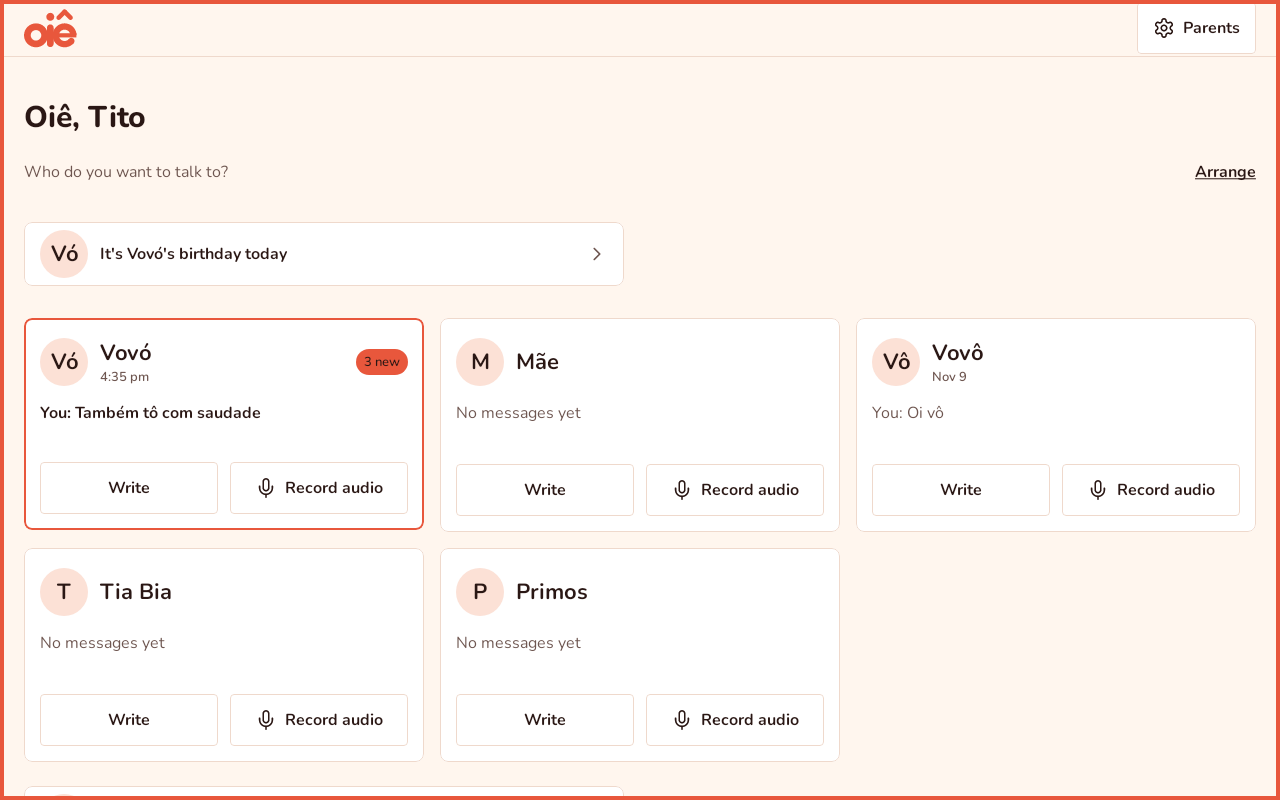 oiê
Parents
Oiê, Tito
Who do you want to talk to?
Arrange
Vó
It's Vovó's birthday today
Vó
Vovó
4:35 pm
3 new
You: Também tô com saudade
Write
Record audio
M
Mãe
No messages yet
Write
Record audio
Vô
Vovô
Nov 9
You: Oi vô
Write
Record audio
T
Tia Bia
No messages yet
Write
Record audio
P
Primos
No messages yet
Write
Record audio